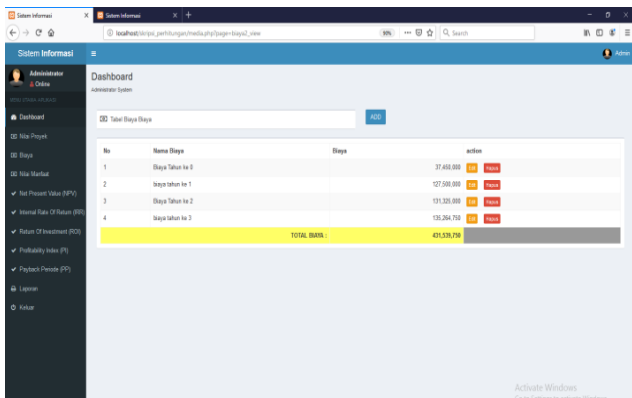 Sistem Informasi
Sistem Informasi
localhost/skripsi_perhitungan/media.php?page=biaya2_view
90%
Search
Sistem Informasi
Admin
Administrator
Online
Dashboard
Administrator System
Dashboard
Nilai Proyek
Biaya
Nilai Manfaat
Net Present Value (NPV)
Internal Rate Of Return (IRR)
Return Of Investment (ROI)
Profitability Index (PI)
Payback Periode (PP)
Laporan
Keluar
Tabel Biaya Biaya
ADD
No Nama Biaya Biaya action
1 Biaya Tahun ke 0 37,450,000 Edit Hapus
2 biaya tahun ke 1 127,500,000 Edit Hapus
3 Biaya Tahun ke 2 131,325,000 Edit Hapus
4 biaya tahun ke 3 135,264,750 Edit Hapus
TOTAL BIAYA : 431,539,750
Activate Windows